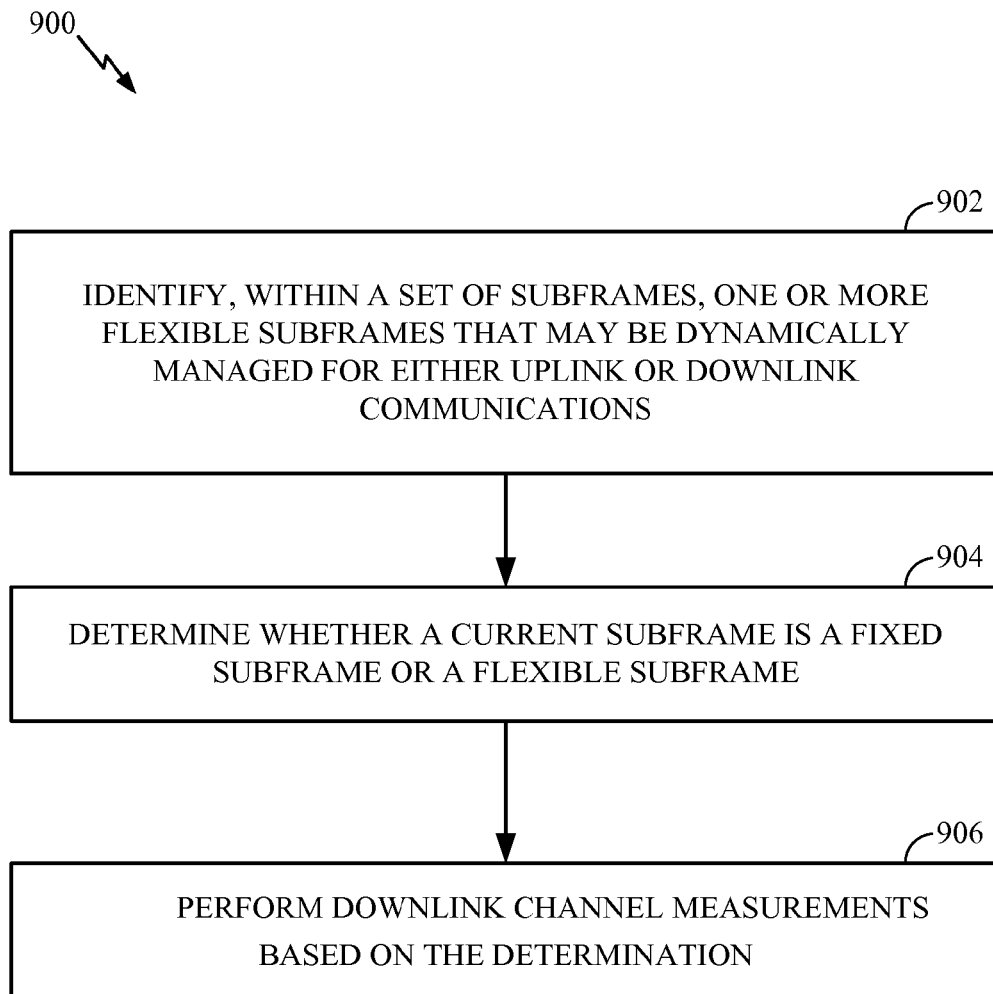 900
902
IDENTIFY, WITHIN A SET OF SUBFRAMES, ONE OR MORE
FLEXIBLE SUBFRAMES THAT MAY BE DYNAMICALLY
MANAGED FOR EITHER UPLINK OR DOWNLINK
COMMUNICATIONS
904
DETERMINE WHETHER A CURRENT SUBFRAME IS A FIXED
SUBFRAME OR A FLEXIBLE SUBFRAME
906
PERFORM DOWNLINK CHANNEL MEASUREMENTS
BASED ON THE DETERMINATION